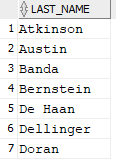 LAST_NAME
1 Atkinson
2 Austin
3 Banda
4 Bernstein
5 De Haan
6 Dellinger
7 Doran